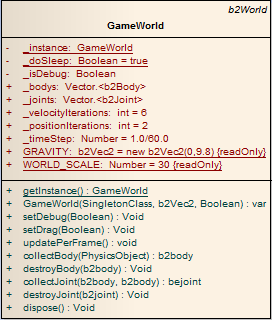 b2World
GameWorld
- _instance: GameWorld
- _doSleep: Boolean = true
- _isDebug: Boolean
+ _bodys: Vector.<b2Body>
+ _joints: Vector.<b2Joint>
+ _velocityIterations: int = 6
+ _positionIterations: int = 2
+ _timeStep: Number = 1.0/60.0
+ GRAVITY: b2Vec2 = new b2Vec2(0,9.8) {readOnly}
+ WORLD_SCALE: Number = 30 {readOnly}
+ getInstance() : GameWorld
+ GameWorld(SingletonClass, b2Vec2, Boolean) : var
+ setDebug(Boolean) : Void
+ setDrag(Boolean) : Void
+ updatePerFrame() : void
+ collectBody(PhysicsObject) : b2body
+ destroyBody(b2body) : Void
+ collectJoint(b2body, b2body) : bejoint
+ destroyJoint(b2joint) : Void
+ dispose() : Void